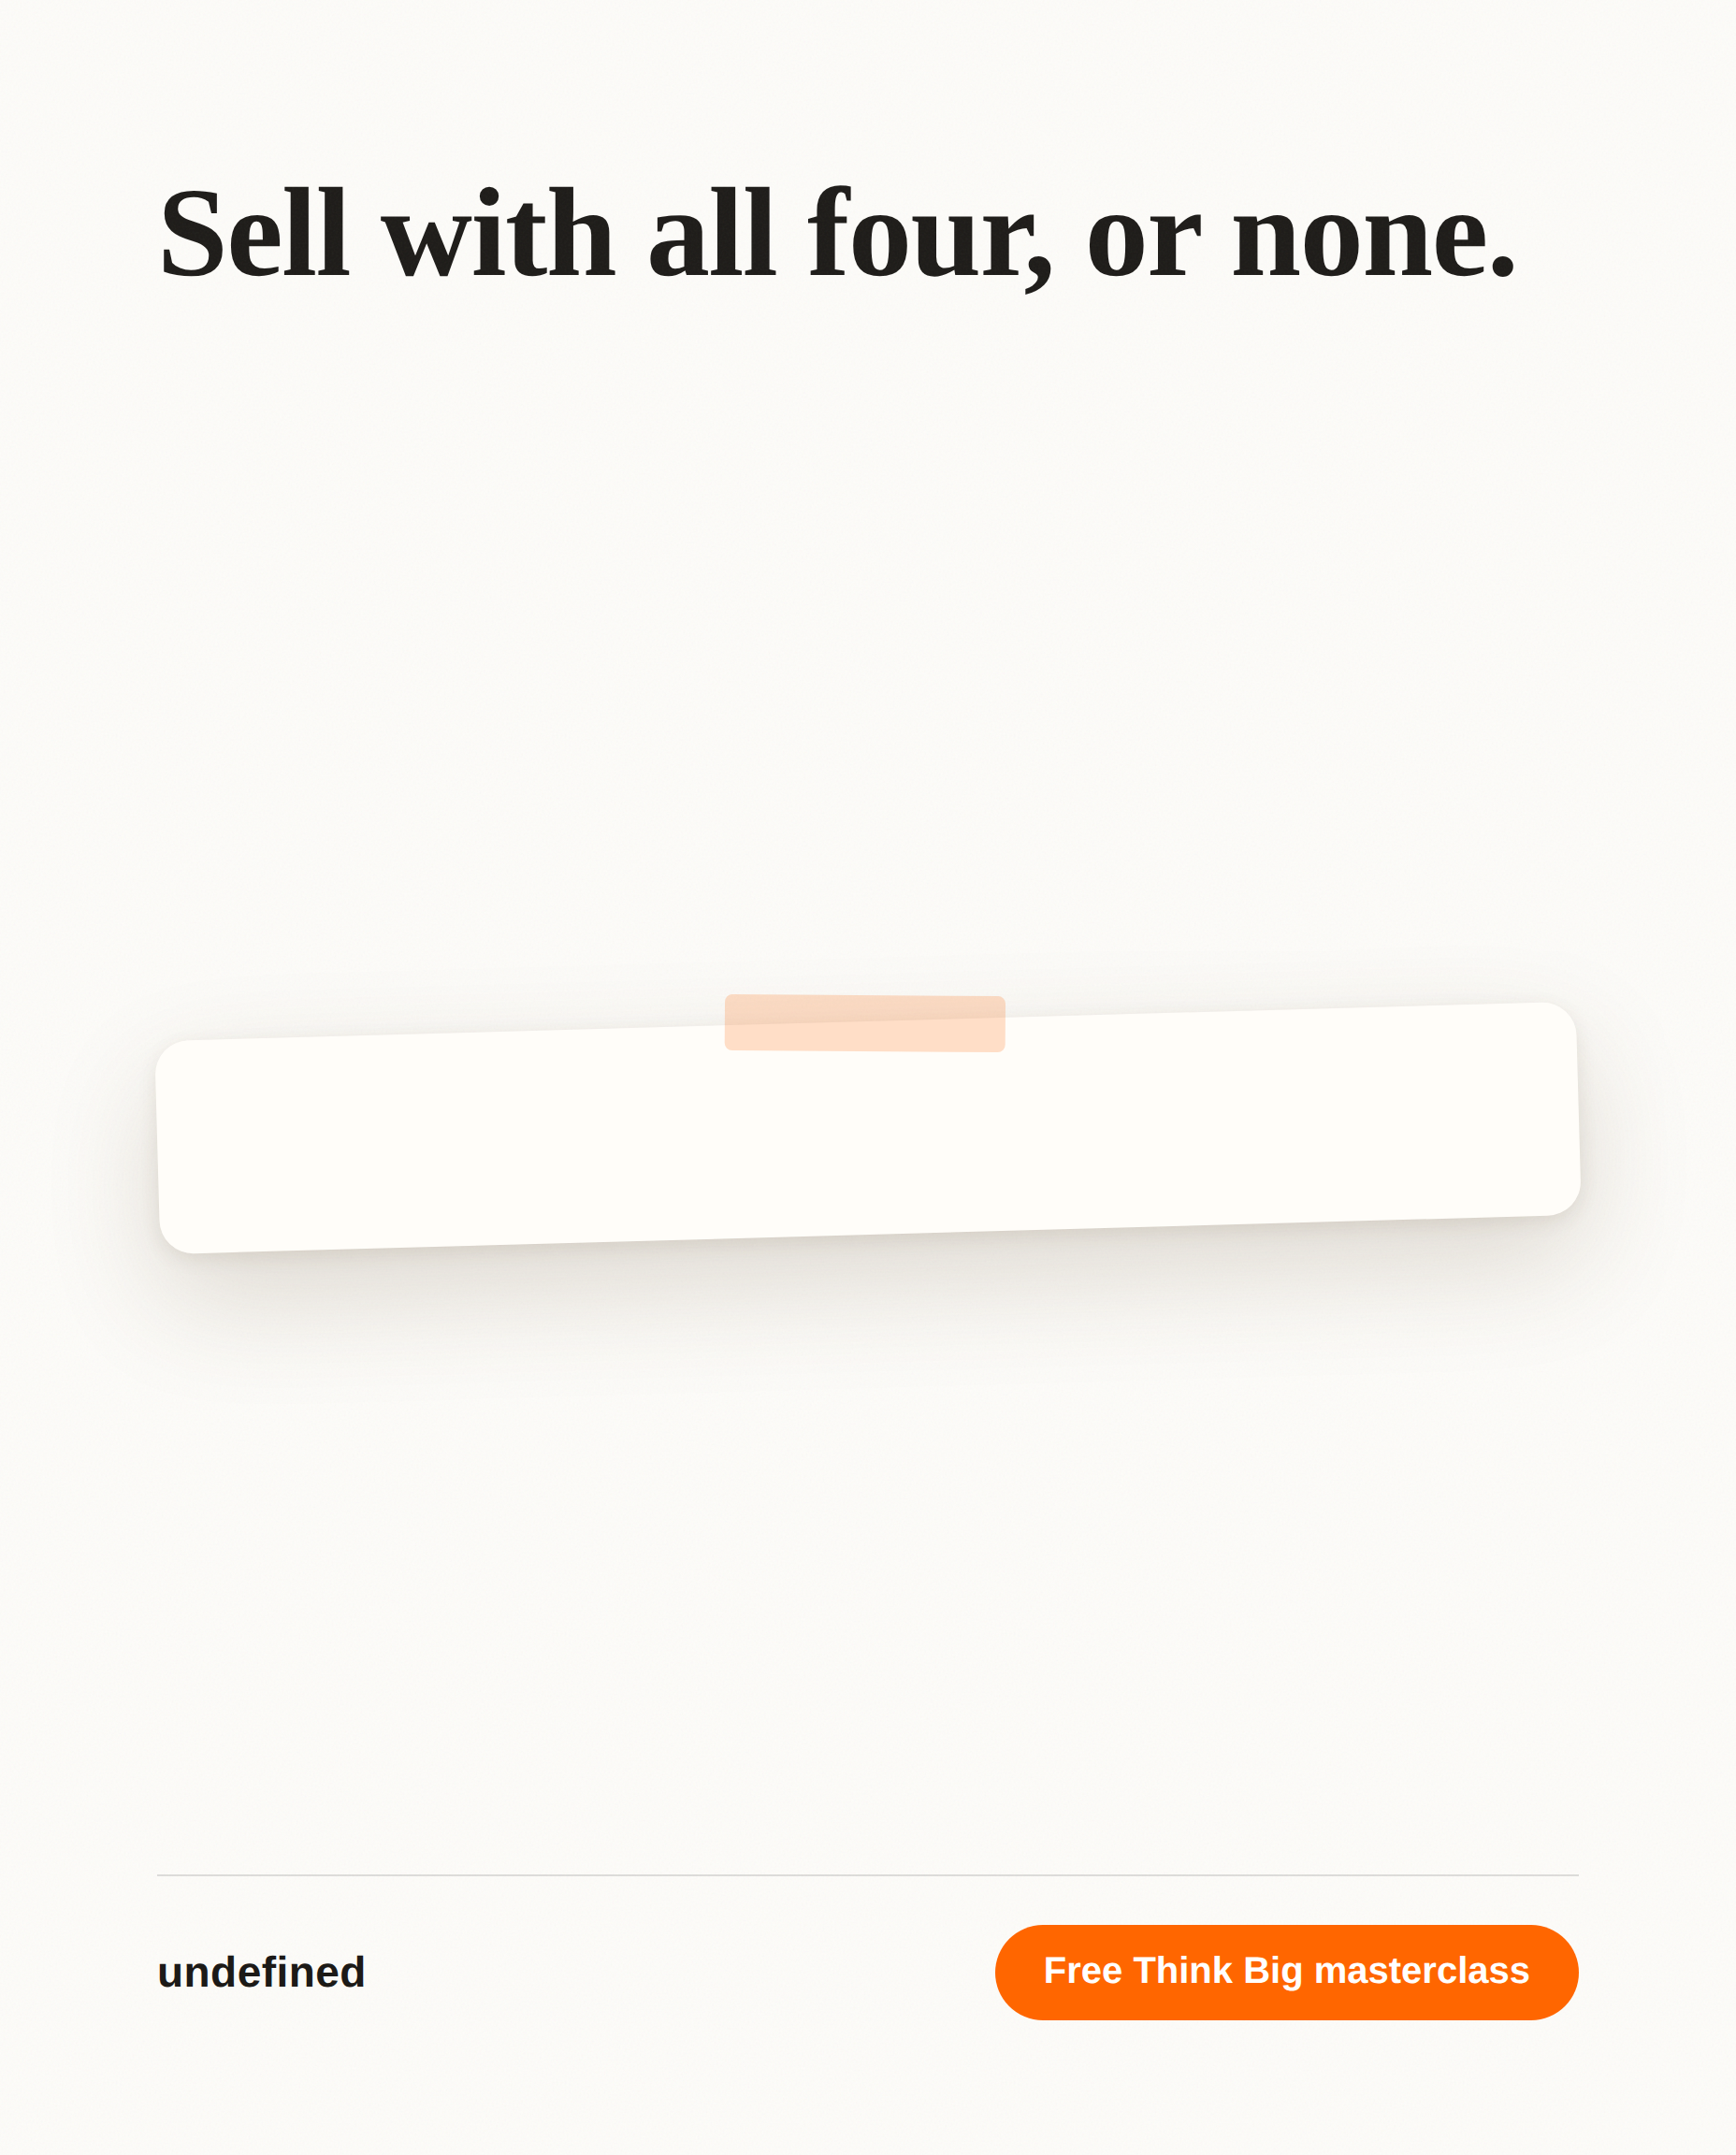 Sell with all four, or none.
undefined
Free Think Big masterclass